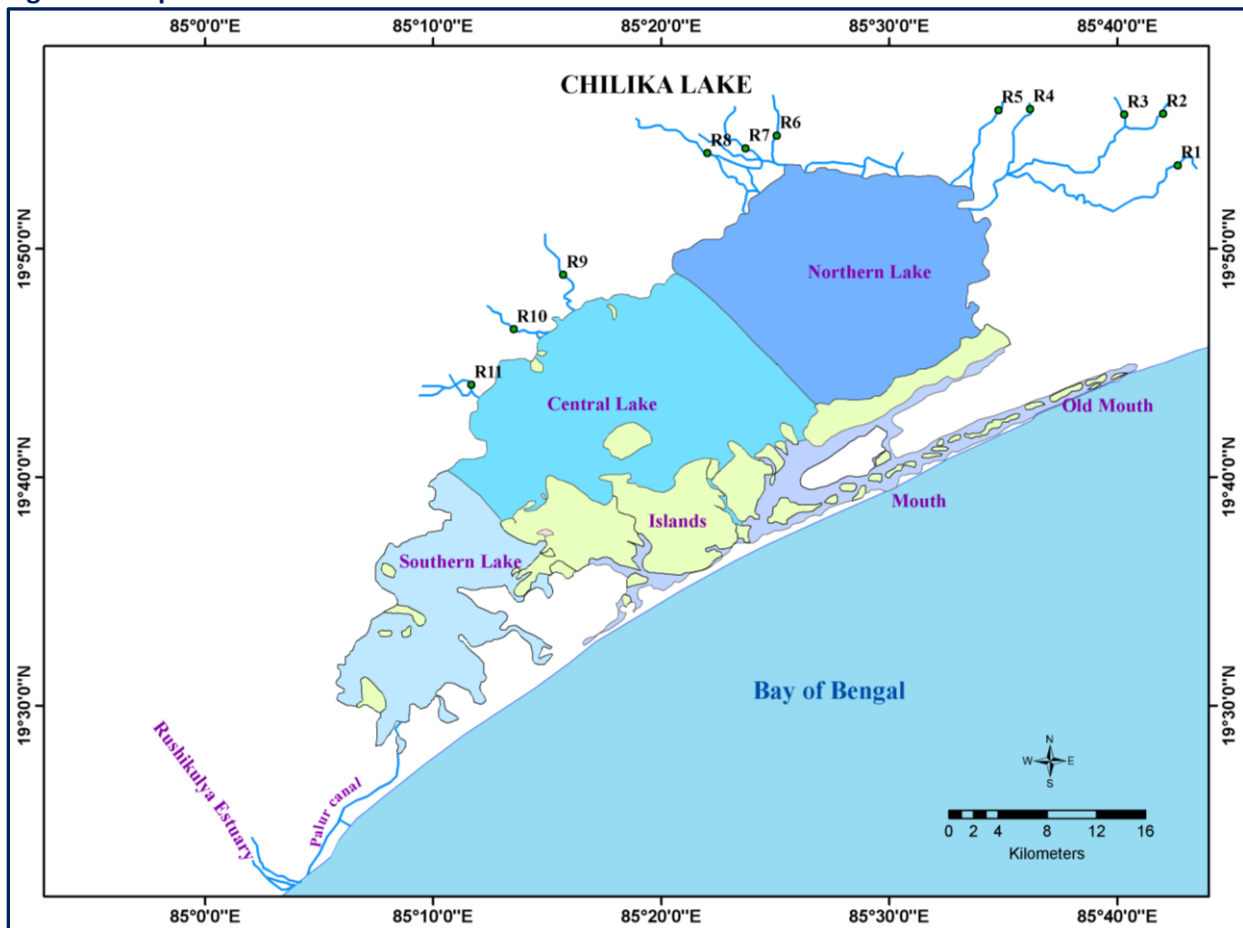 85°0'0"E
85°10'0"E
85°20'0"E
85°30'0"E
85°40'0"E
CHILIKA LAKE
R5
R4
R3
R2
R6
R7
R8
R1
19°50'0"N
19°50'0"N
R9
Northern Lake
R10
R11
Central Lake
Old Mouth
19°40'0"N
19°40'0"N
Mouth
Islands
Southern Lake
Bay of Bengal
19°30'0"N
19°30'0"N
Rushikulya Estuary
Palur canal
N
W
E
S
0 2 4 8 12 16
Kilometers
85°0'0"E
85°10'0"E
85°20'0"E
85°30'0"E
85°40'0"E